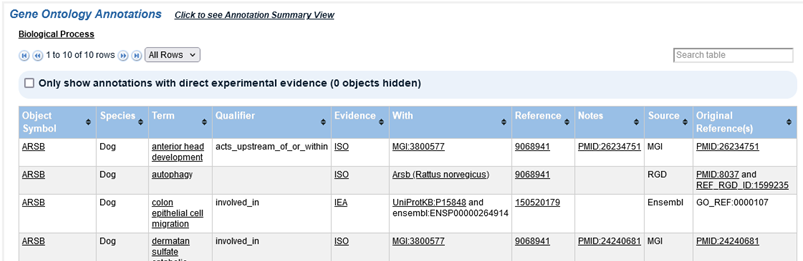 Gene Ontology Annotations Click to see Annotation Summary View
Biological Process
1 to 10 of 10 rows All Rows Search table
Only show annotations with direct experimental evidence (0 objects hidden)
Object Symbol Species Term Qualifier Evidence With Reference Notes Source Original Reference(s)
ARSB Dog anterior head development acts_upstream_of_or_within ISO MGI:3800577 9068941 PMID:26234751 MGI PMID:26234751
ARSB Dog autophagy ISO Arsb (Rattus norvegicus) 9068941 RGD PMID:8037 and REF_RGD_ID:1599235
ARSB Dog colon epithelial cell migration involved_in IEA UniProtKB:P15848 and ensembl:ENSP00000264914 150520179 Ensembl GO_REF:0000107
ARSB Dog dermatan sulfate involved_in ISO MGI:3800577 9068941 PMID:24240681 MGI PMID:24240681